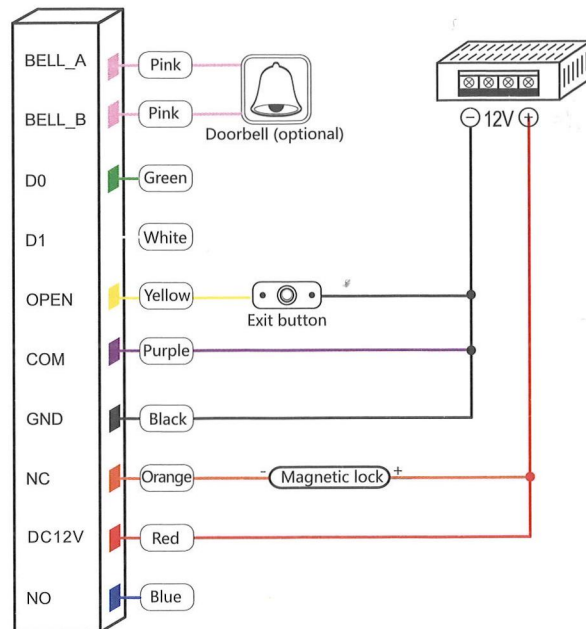 BELL_A
Pink
BELL_B
Pink
Doorbell (optional)
- 12V +
D0
Green
D1
White
OPEN
Yellow
Exit button
COM
Purple
GND
Black
NC
Orange
- Magnetic lock +
DC12V
Red
NO
Blue